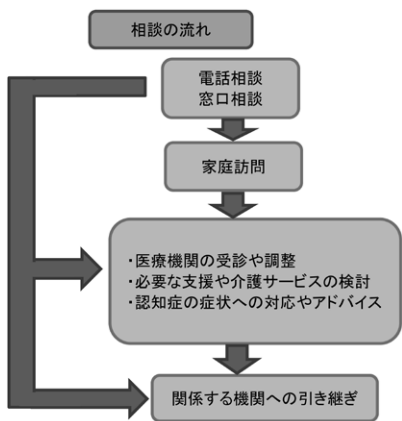 相談の流れ
電話相談
窓口相談
家庭訪問
・医療機関の受診や調整
・必要な支援や介護サービスの検討
・認知症の症状への対応やアドバイス
関係する機関への引き継ぎ